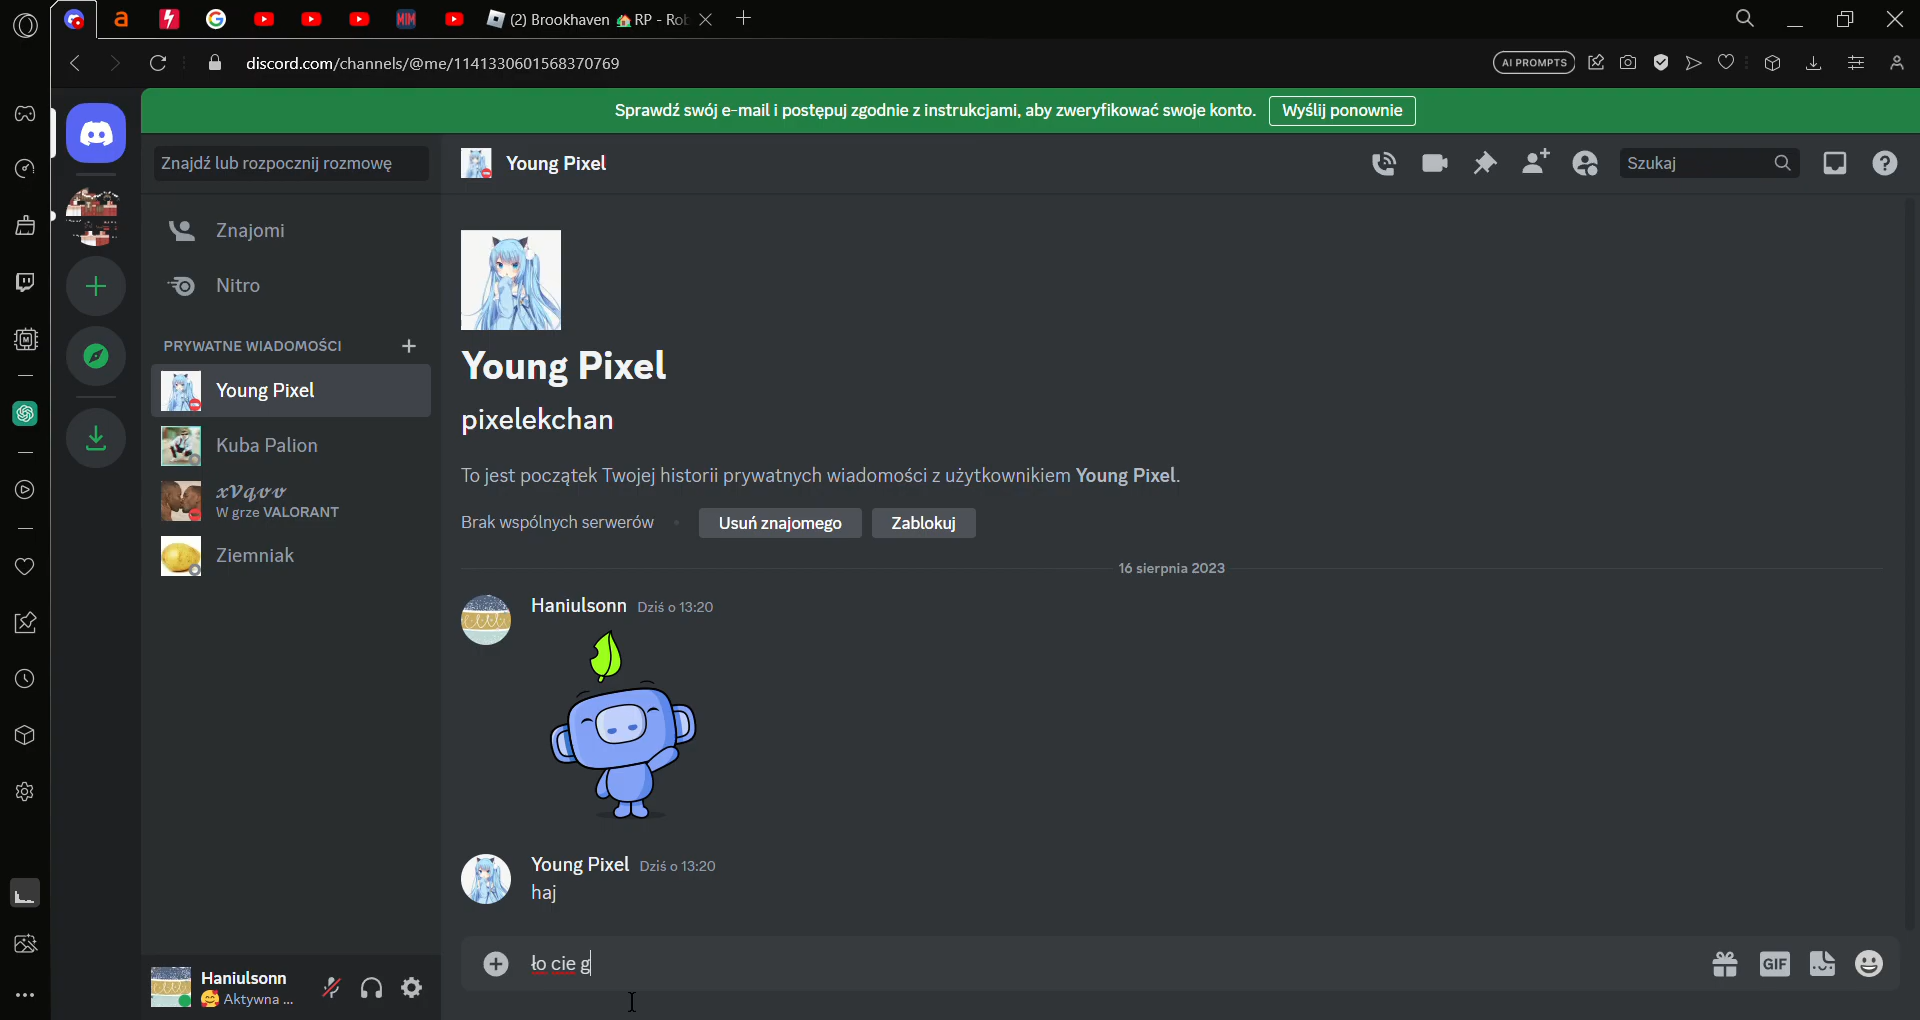 (2) Brookhaven 🏡RP - Rob
discord.com/channels/@me/1141330601568370769
AI PROMPTS
Sprawdź swój e-mail i postępuj zgodnie z instrukcjami, aby zweryfikować swoje konto. Wyślij ponownie
Znajdź lub rozpocznij rozmowę
Young Pixel
Szukaj
Znajomi
Nitro
PRYWATNE WIADOMOŚCI
Young Pixel
Kuba Palion
𝔁𝓥𝓺𝓿𝓿
W grze VALORANT
Ziemniak
Haniulsonn
🥰 Aktywna ...
Young Pixel
pixelekchan
To jest początek Twojej historii prywatnych wiadomości z użytkownikiem Young Pixel.
Brak wspólnych serwerów • Usuń znajomego Zablokuj
16 sierpnia 2023
Haniulsonn Dziś o 13:20
Young Pixel Dziś o 13:20
haj
ło cie g
GIF